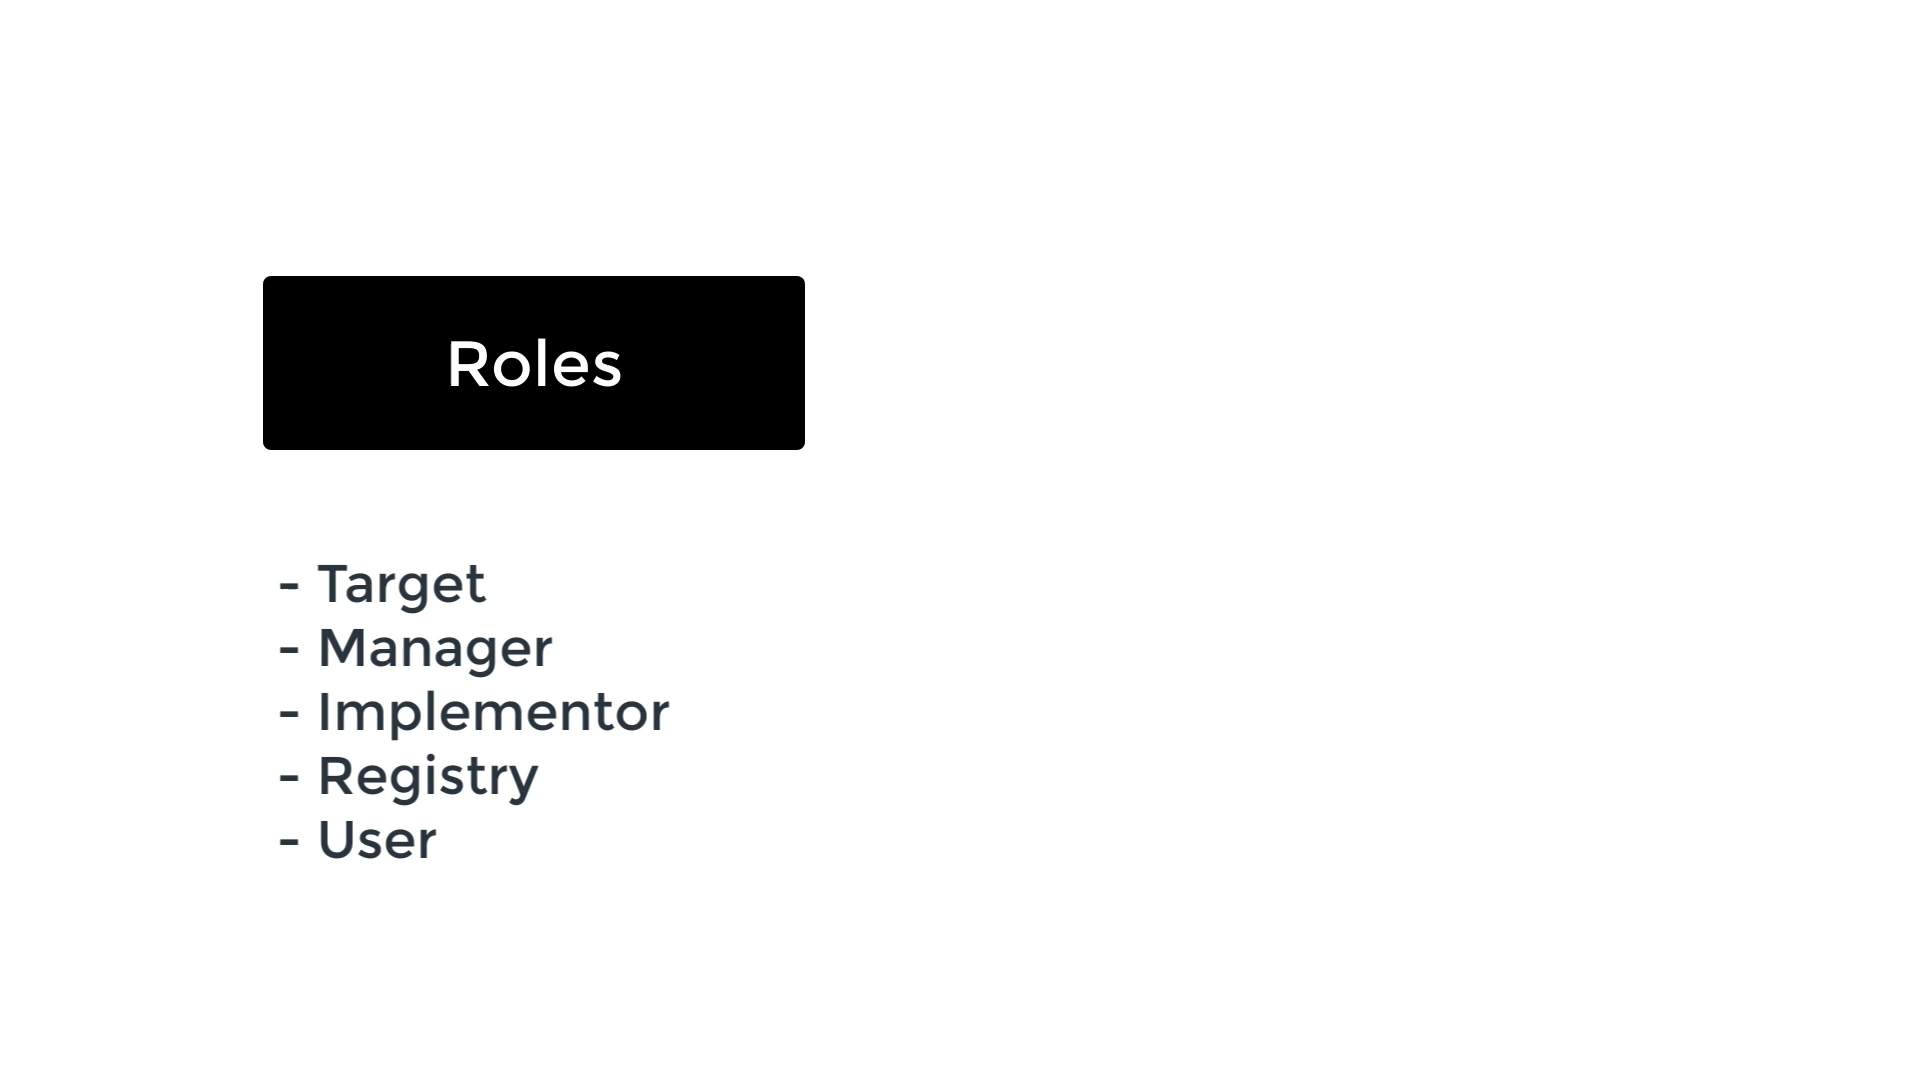 Roles
- Target
- Manager
- Implementor
- Registry
- User